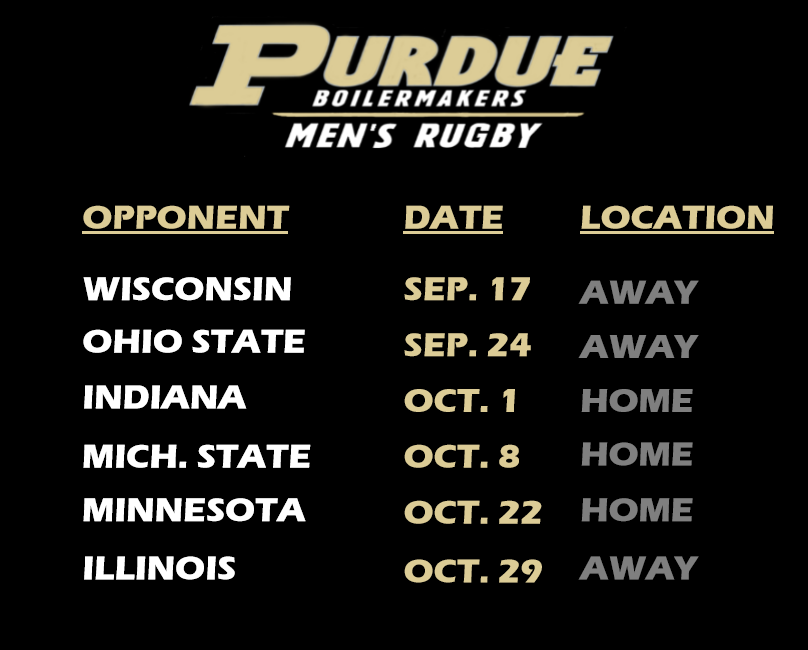 PURDUE
BOILERMAKERS
MEN'S RUGBY
OPPONENT DATE LOCATION
WISCONSIN SEP. 17 AWAY
OHIO STATE SEP. 24 AWAY
INDIANA OCT. 1 HOME
MICH. STATE OCT. 8 HOME
MINNESOTA OCT. 22 HOME
ILLINOIS OCT. 29 AWAY